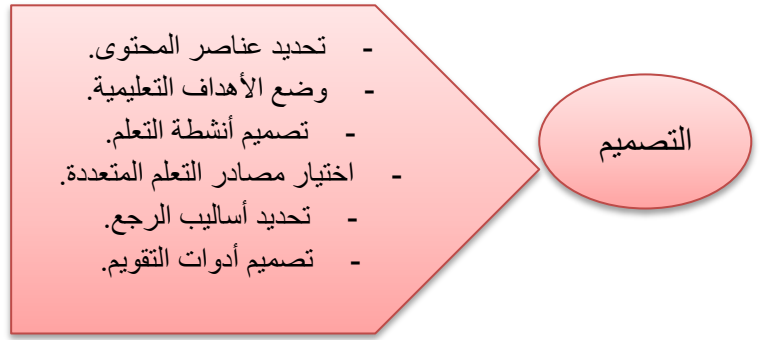 التصميم
- تحديد عناصر المحتوى.
- وضع الأهداف التعليمية.
- تصميم أنشطة التعلم.
- اختيار مصادر التعلم المتعددة.
- تحديد أساليب الرجع.
- تصميم أدوات التقويم.